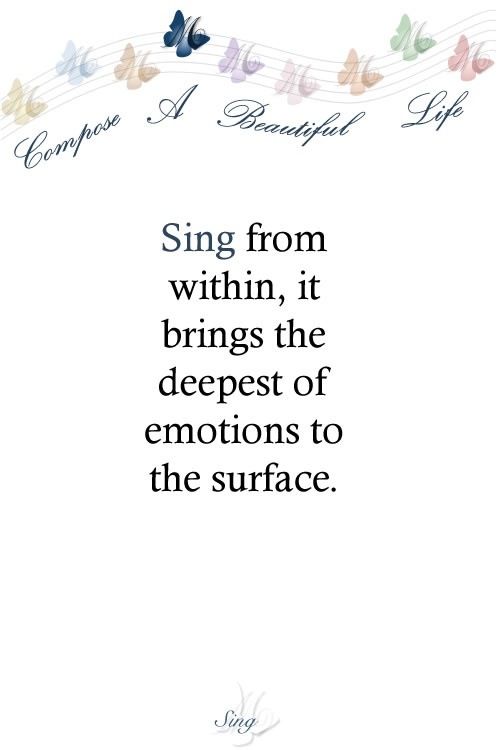 Compose A Beautiful Life
Sing from
within, it
brings the
deepest of
emotions to
the surface.
Sing